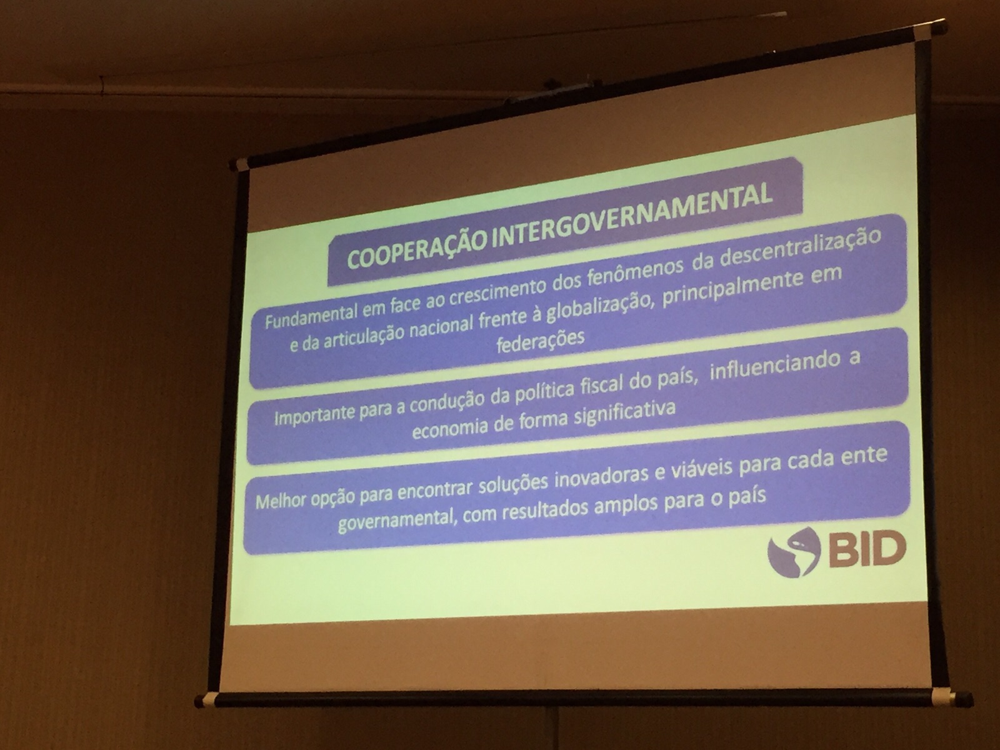 COOPERAÇÃO INTERGOVERNAMENTAL
Fundamental em face ao crescimento dos fenômenos da descentralização
e da articulação nacional frente à globalização, principalmente em
federações
Importante para a condução da política fiscal do país, influenciando a
economia de forma significativa
Melhor opção para encontrar soluções inovadoras e viáveis para cada ente
governamental, com resultados amplos para o país
BID